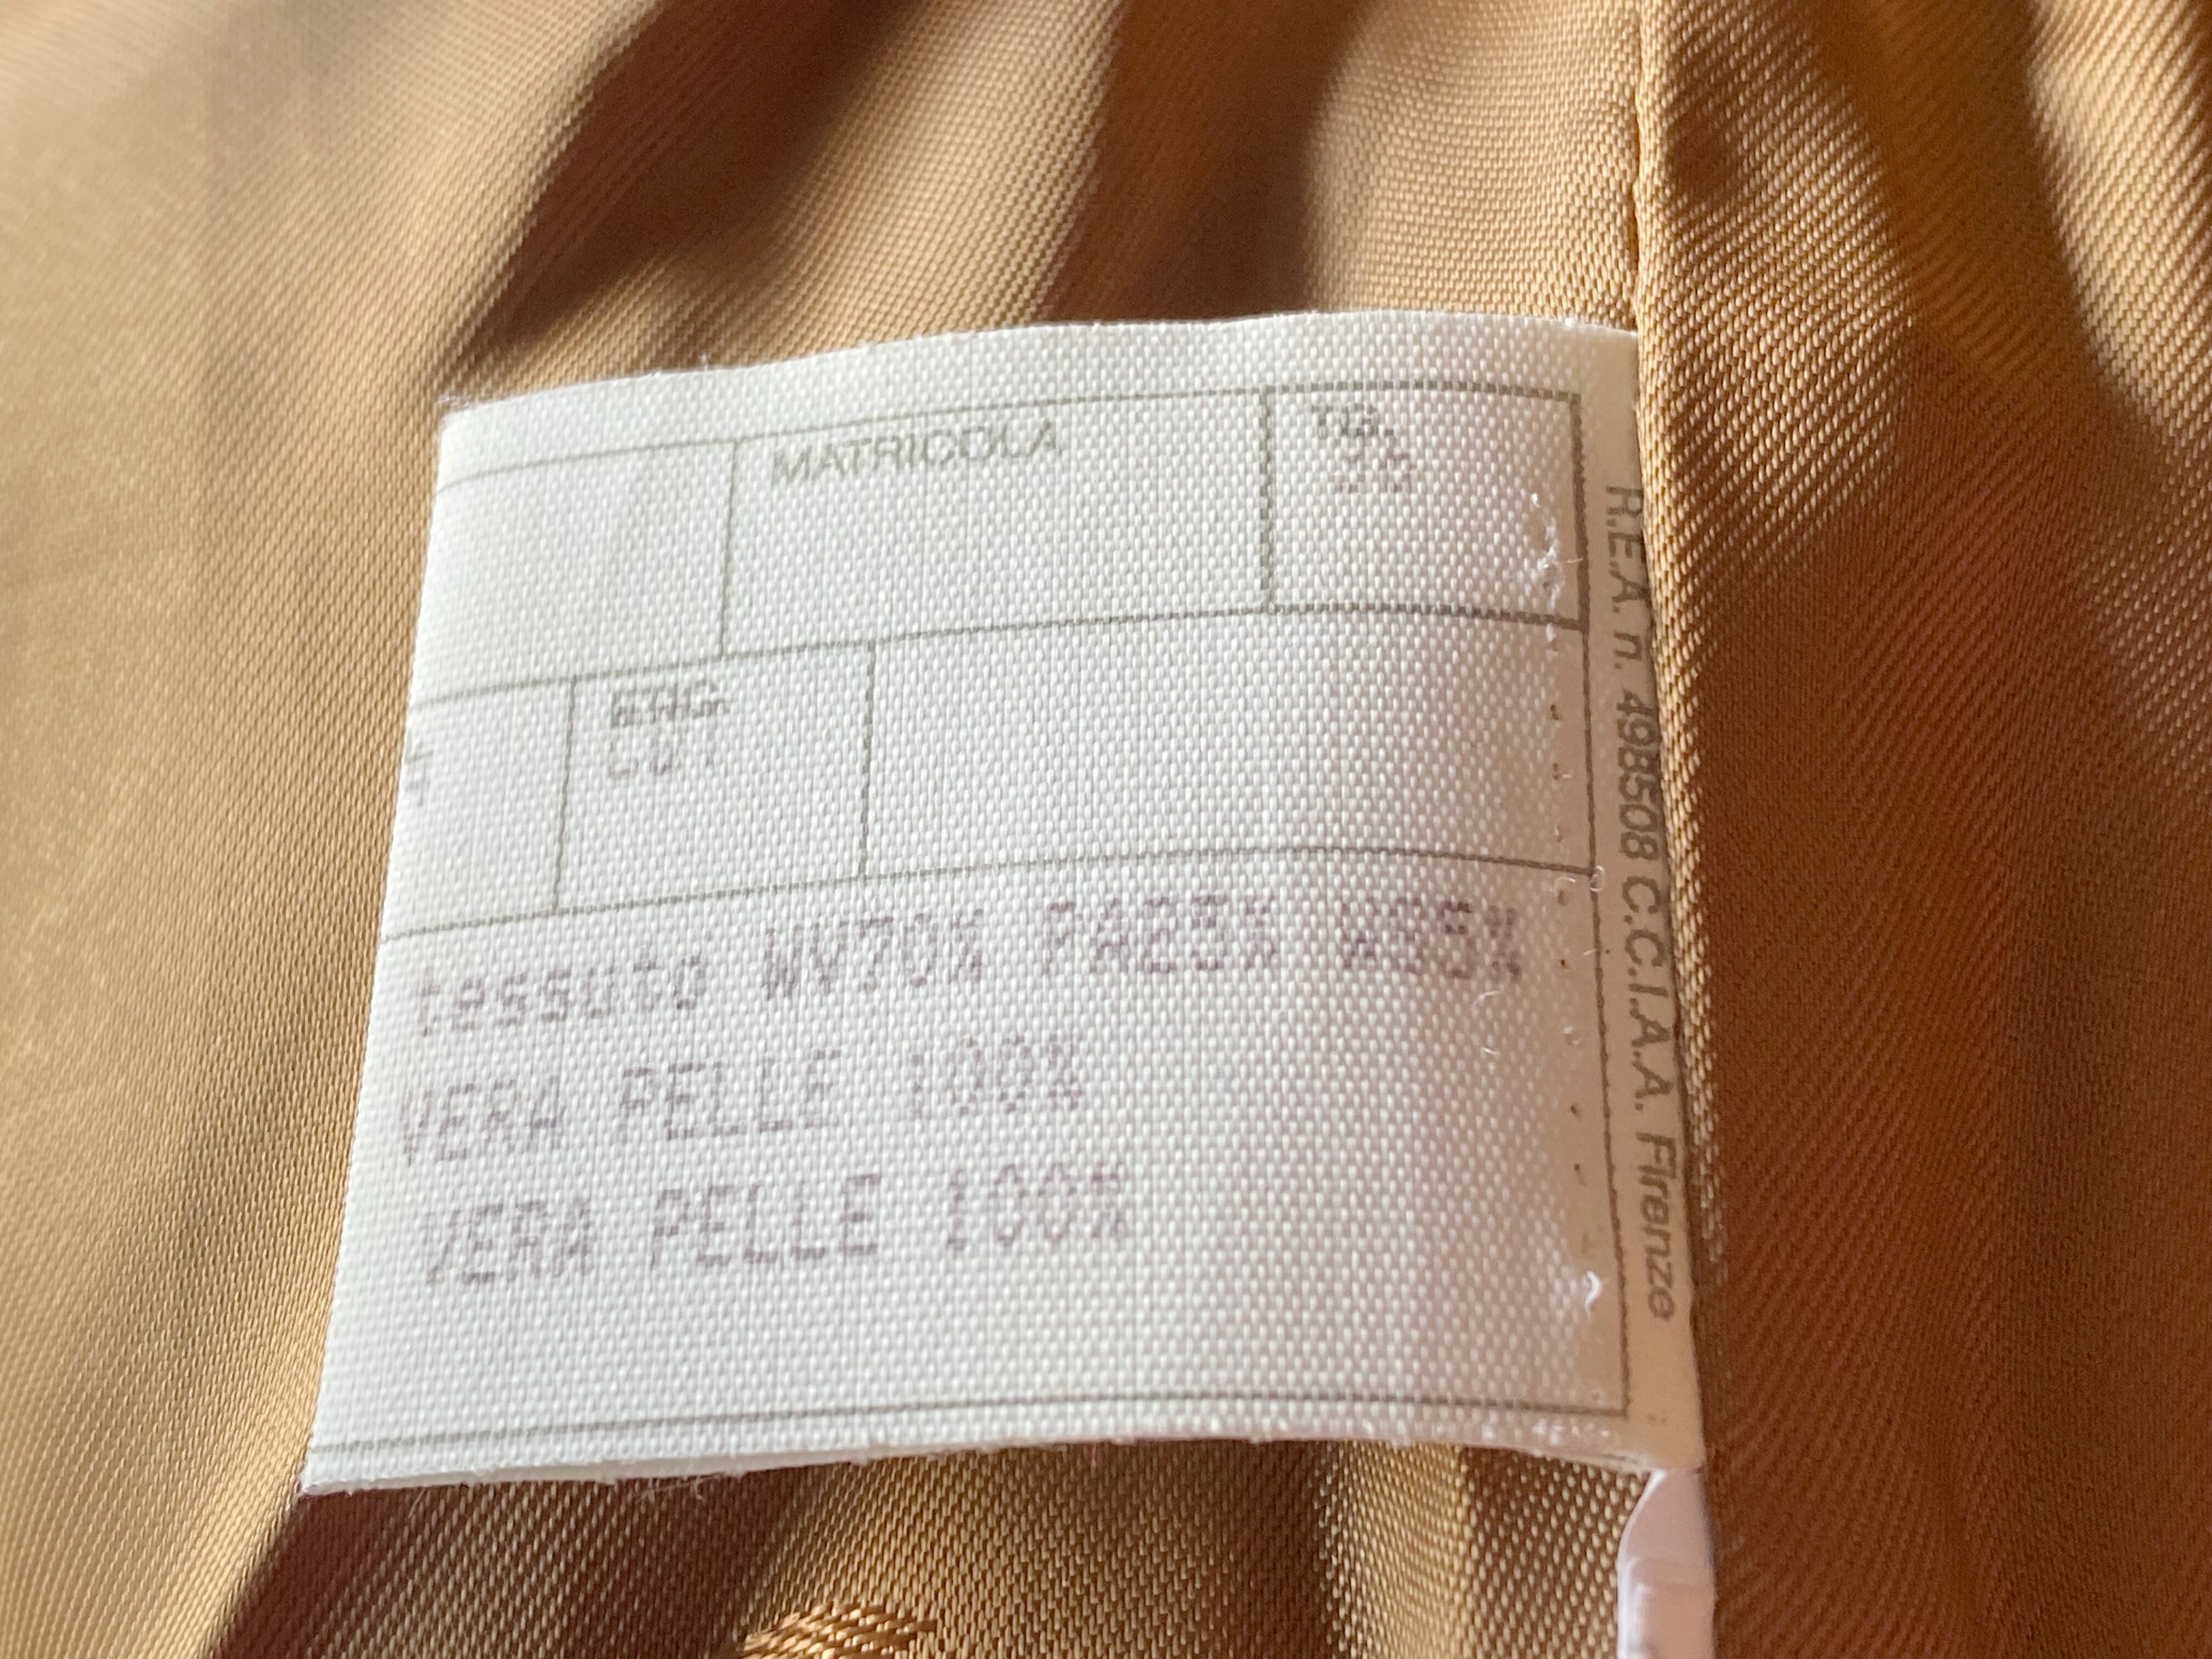 MATRICOLA
TG.
tessuto WV70% PA25% WS5%
VERA PELLE 100%
VERA PELLE 100%
R.E.A. n. 498508 C.C.I.A.A. Firenze